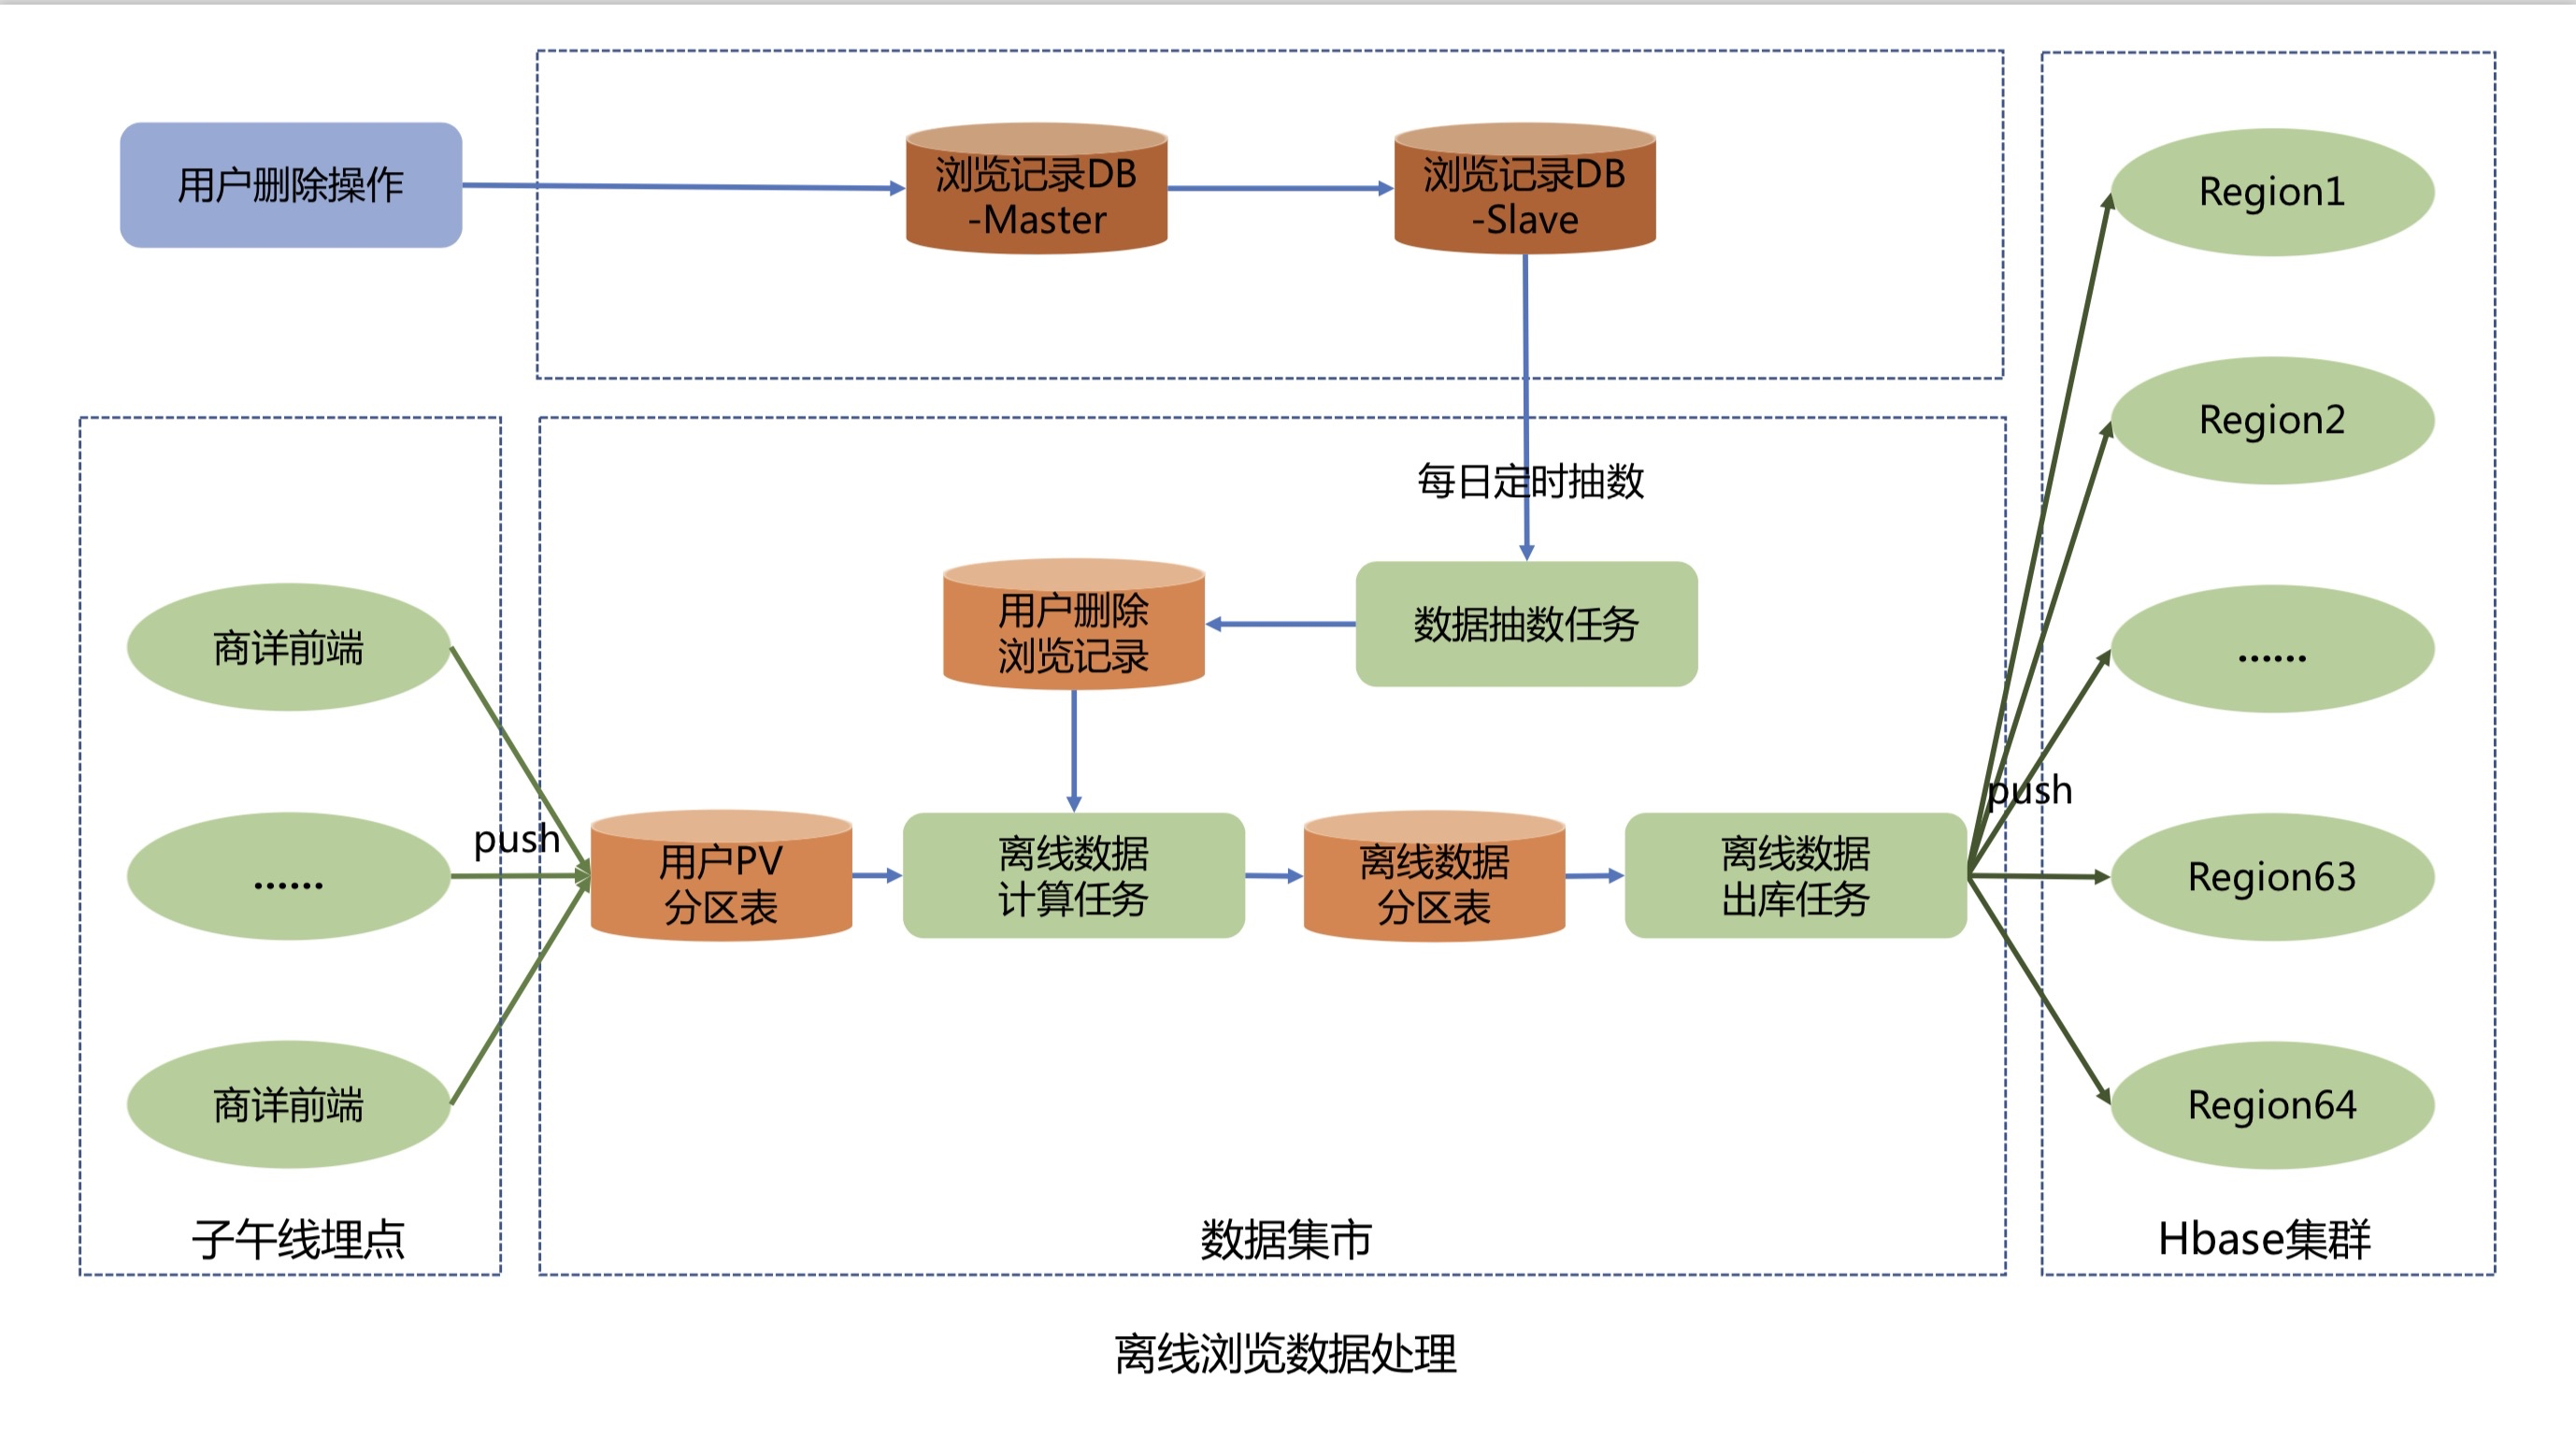 用户删除操作
浏览记录DB
-Master
浏览记录DB
-Slave
Region1
Region2
每日定时抽数
商详前端
用户删除
浏览记录
数据抽数任务
......
push
push
......
用户PV
分区表
离线数据
计算任务
离线数据
分区表
离线数据
出库任务
Region63
商详前端
Region64
子午线埋点
数据集市
Hbase集群
离线浏览数据处理